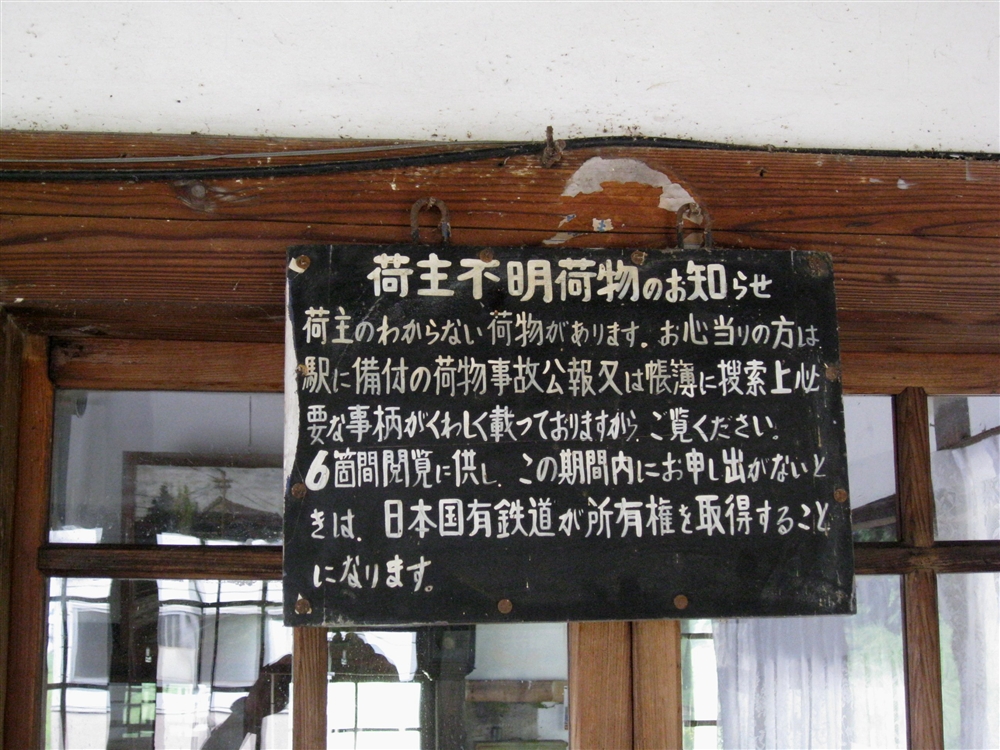 荷主不明荷物のお知らせ
荷主のわからない荷物があります。お心当りの方は
駅に備付の荷物事故公報又は帳簿に捜索上必
要な事柄がくわしく載っておりますから、ご覧ください。
6箇間閲覧に供し、この期間内にお申し出がないと
きは、日本国有鉄道が所有権を取得すること
になります。